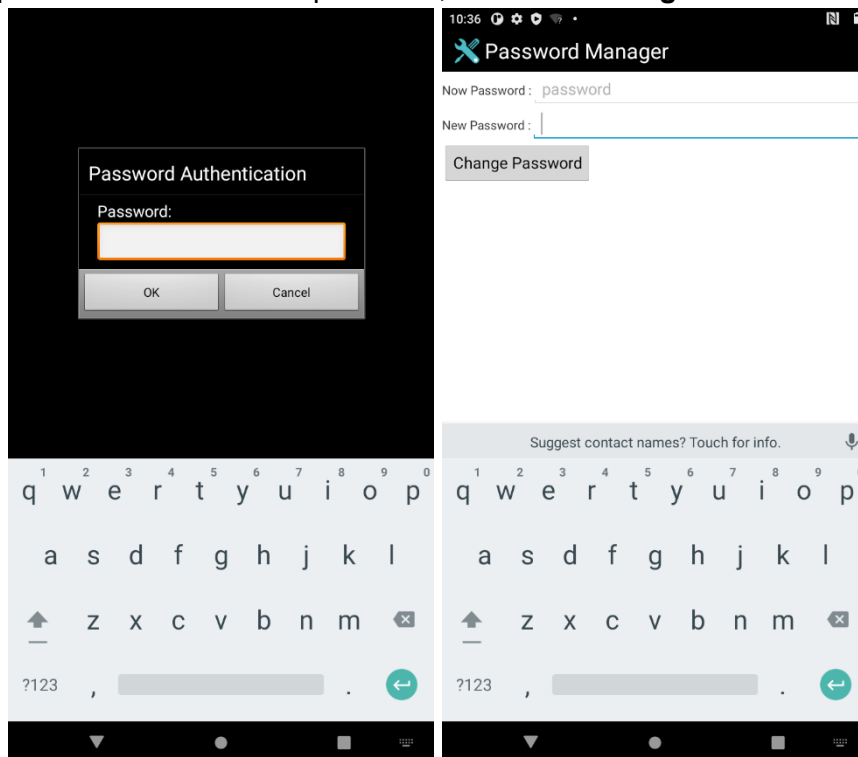 Password Authentication
Password:
OK Cancel
1 2 3 4 5 6 7 8 9 0
q w e r t y u i o p
a s d f g h j k l
z x c v b n m
?123 , .
10:36
Password Manager
Now Password : password
New Password :
Change Password
Suggest contact names? Touch for info.
1 2 3 4 5 6 7 8 9
q w e r t y u i o p
a s d f g h j k l
z x c v b n m
?123 , .